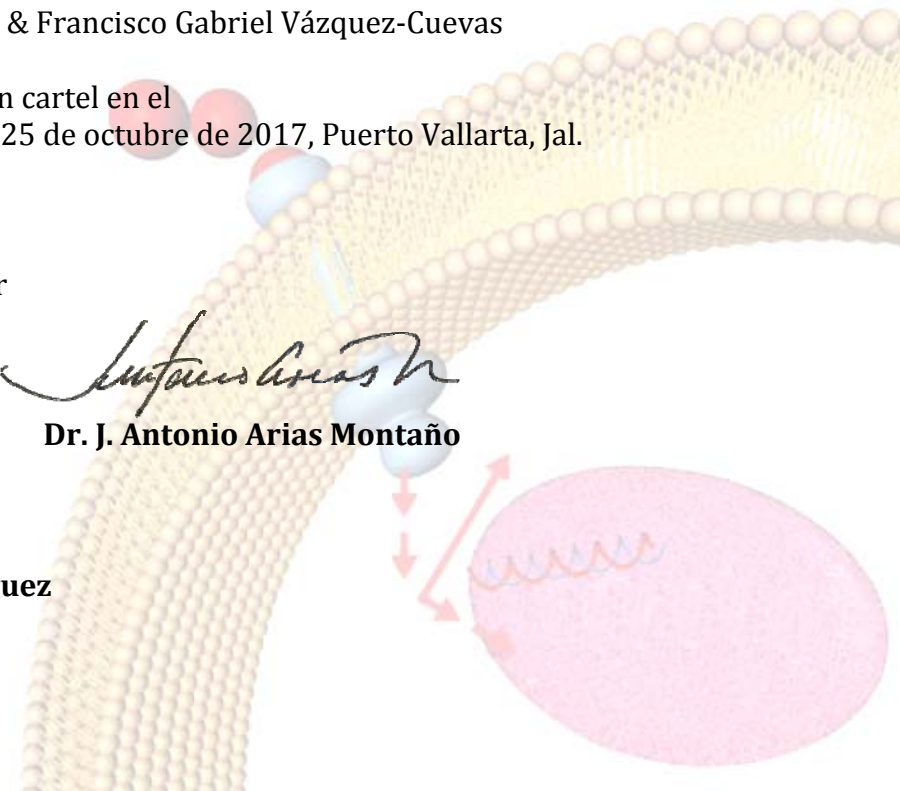 & Francisco Gabriel Vázquez-Cuevas
n cartel en el
25 de octubre de 2017, Puerto Vallarta, Jal.
r
Dr. J. Antonio Arias Montaño
uez